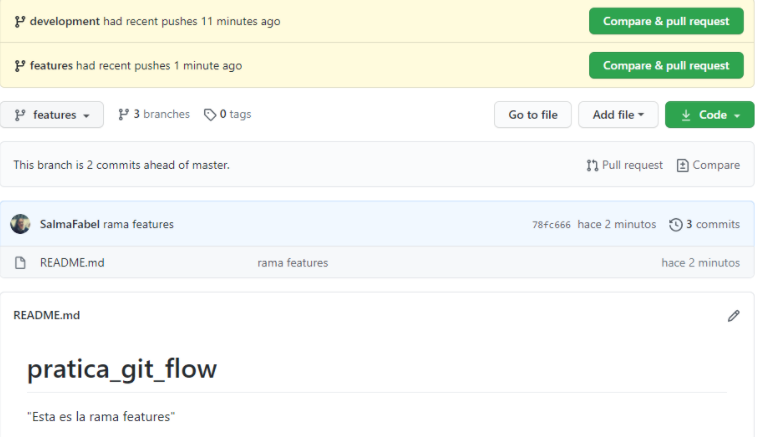 development had recent pushes 11 minutes ago Compare & pull request
features had recent pushes 1 minute ago Compare & pull request
features 3 branches 0 tags Go to file Add file Code
This branch is 2 commits ahead of master. Pull request Compare
SalmaFabel rama features 78fc666 hace 2 minutos 3 commits
README.md rama features hace 2 minutos
README.md
pratica_git_flow
"Esta es la rama features"